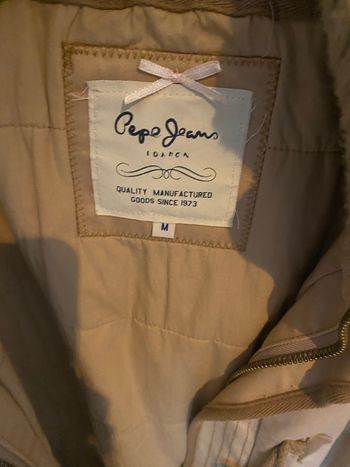 Pepe Jeans
LONDON
QUALITY MANUFACTURED
GOODS SINCE 1973
M